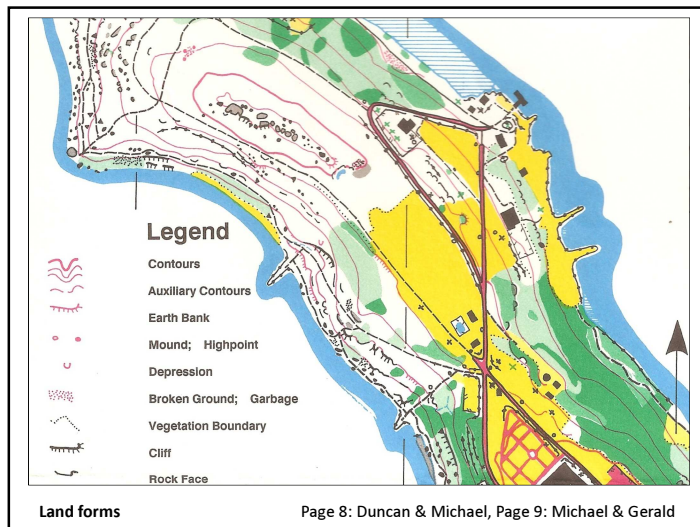 Legend
Contours
Auxiliary Contours
Earth Bank
Mound; Highpoint
Depression
Broken Ground; Garbage
Vegetation Boundary
Cliff
Rock Face
Land forms
Page 8: Duncan & Michael, Page 9: Michael & Gerald